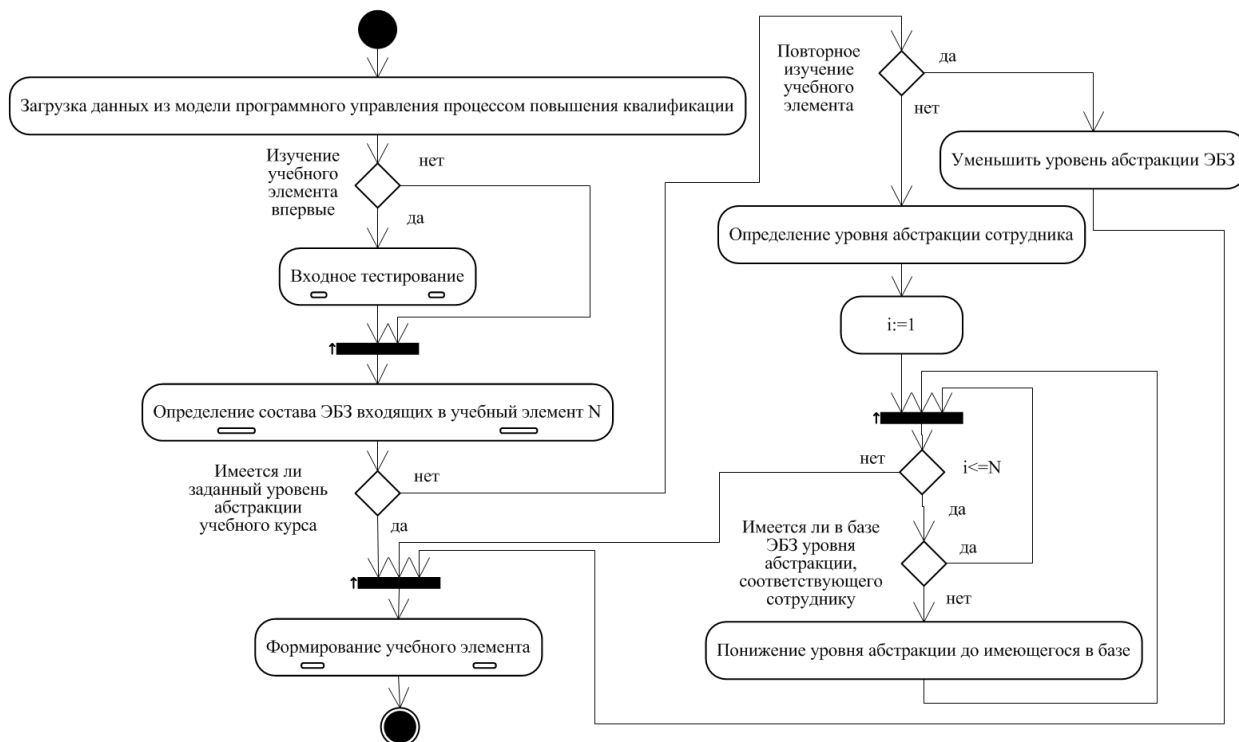 Загрузка данных из модели программного управления процессом повышения квалификации
Изучение
учебного
элемента
впервые
нет
да
Входное тестирование
Определение состава ЭБЗ входящих в учебный элемент N
Имеется ли
заданный уровень
абстракции
учебного курса
нет
да
Формирование учебного элемента
Повторное
изучение
учебного
элемента
да
нет
Уменьшить уровень абстракции ЭБЗ
Определение уровня абстракции сотрудника
i:=1
нет
i<=N
да
Имеется ли в базе
ЭБЗ уровня
абстракции,
соответствующего
сотруднику
да
нет
Понижение уровня абстракции до имеющегося в базе